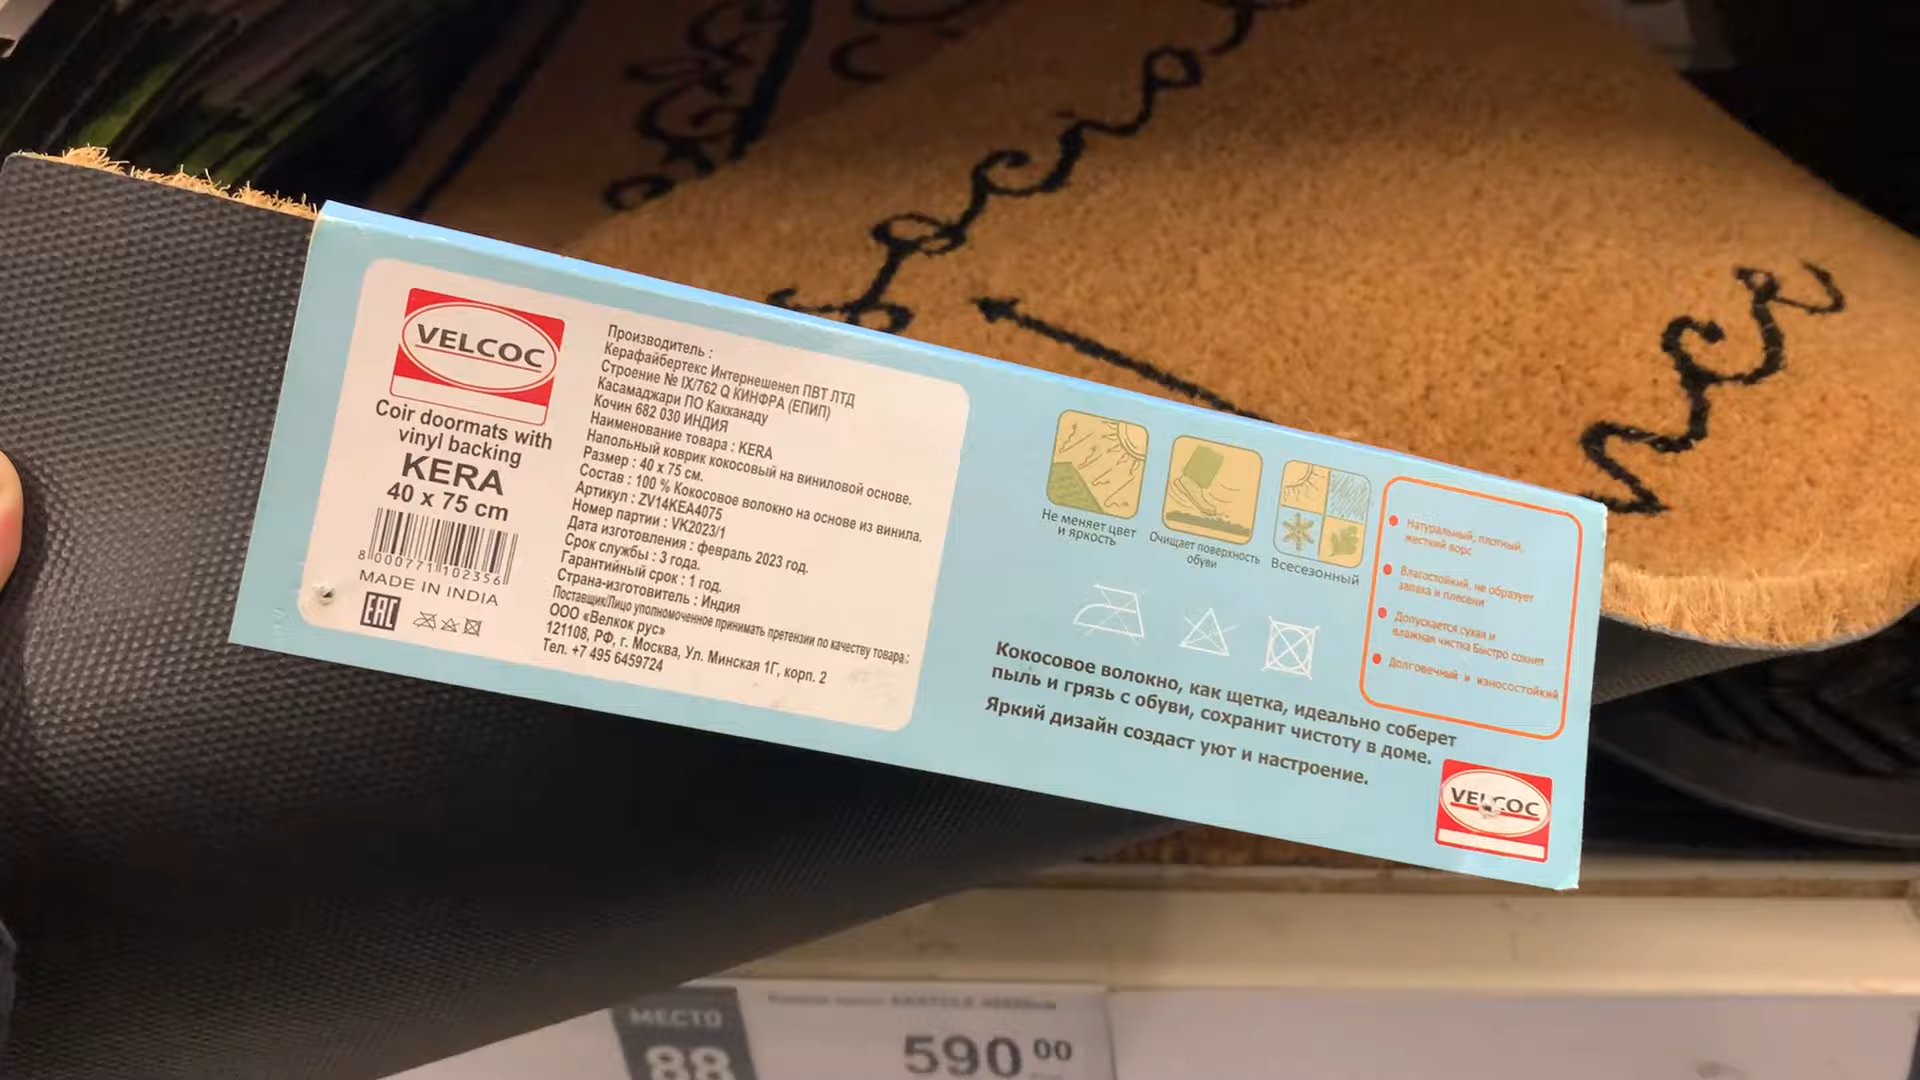 VELCOC
Coir doormats with
vinyl backing
KERA
40 x 75 cm
8 000771 102356
MADE IN INDIA
EAC
Производитель :
Керафайбертекс Интернешенел ПВТ ЛТД
Строение № IX/762 Q КИНФРА (ЕПИП)
Касамаджари ПО Какканаду
Кочин 682 030 ИНДИЯ
Наименование товара : KERA
Напольный коврик кокосовый на виниловой основе.
Размер : 40 x 75 см.
Состав : 100 % Кокосовое волокно на основе из винила.
Артикул : ZV14KEA4075
Номер партии : VK2023/1
Дата изготовления : февраль 2023 год.
Срок службы : 3 года.
Гарантийный срок : 1 год.
Страна-изготовитель : Индия
Поставщик/Лицо уполномоченное принимать претензии по качеству товара :
ООО «Велкок рус»
121108, РФ, г. Москва, Ул. Минская 1Г, корп. 2
Тел. +7 495 6459724
Не меняет цвет
и яркость
Очищает поверхность
обуви
Всесезонный
Натуральный, плотный,
жесткий ворс
Влагостойкий, не образует
запаха и плесени
Допускается сухая и
влажная чистка Быстро сохнет
Долговечный и износостойкий
Кокосовое волокно, как щетка, идеально соберет
пыль и грязь с обуви, сохранит чистоту в доме.
Яркий дизайн создаст уют и настроение.
VELCOC
МЕСТО
88
590 00